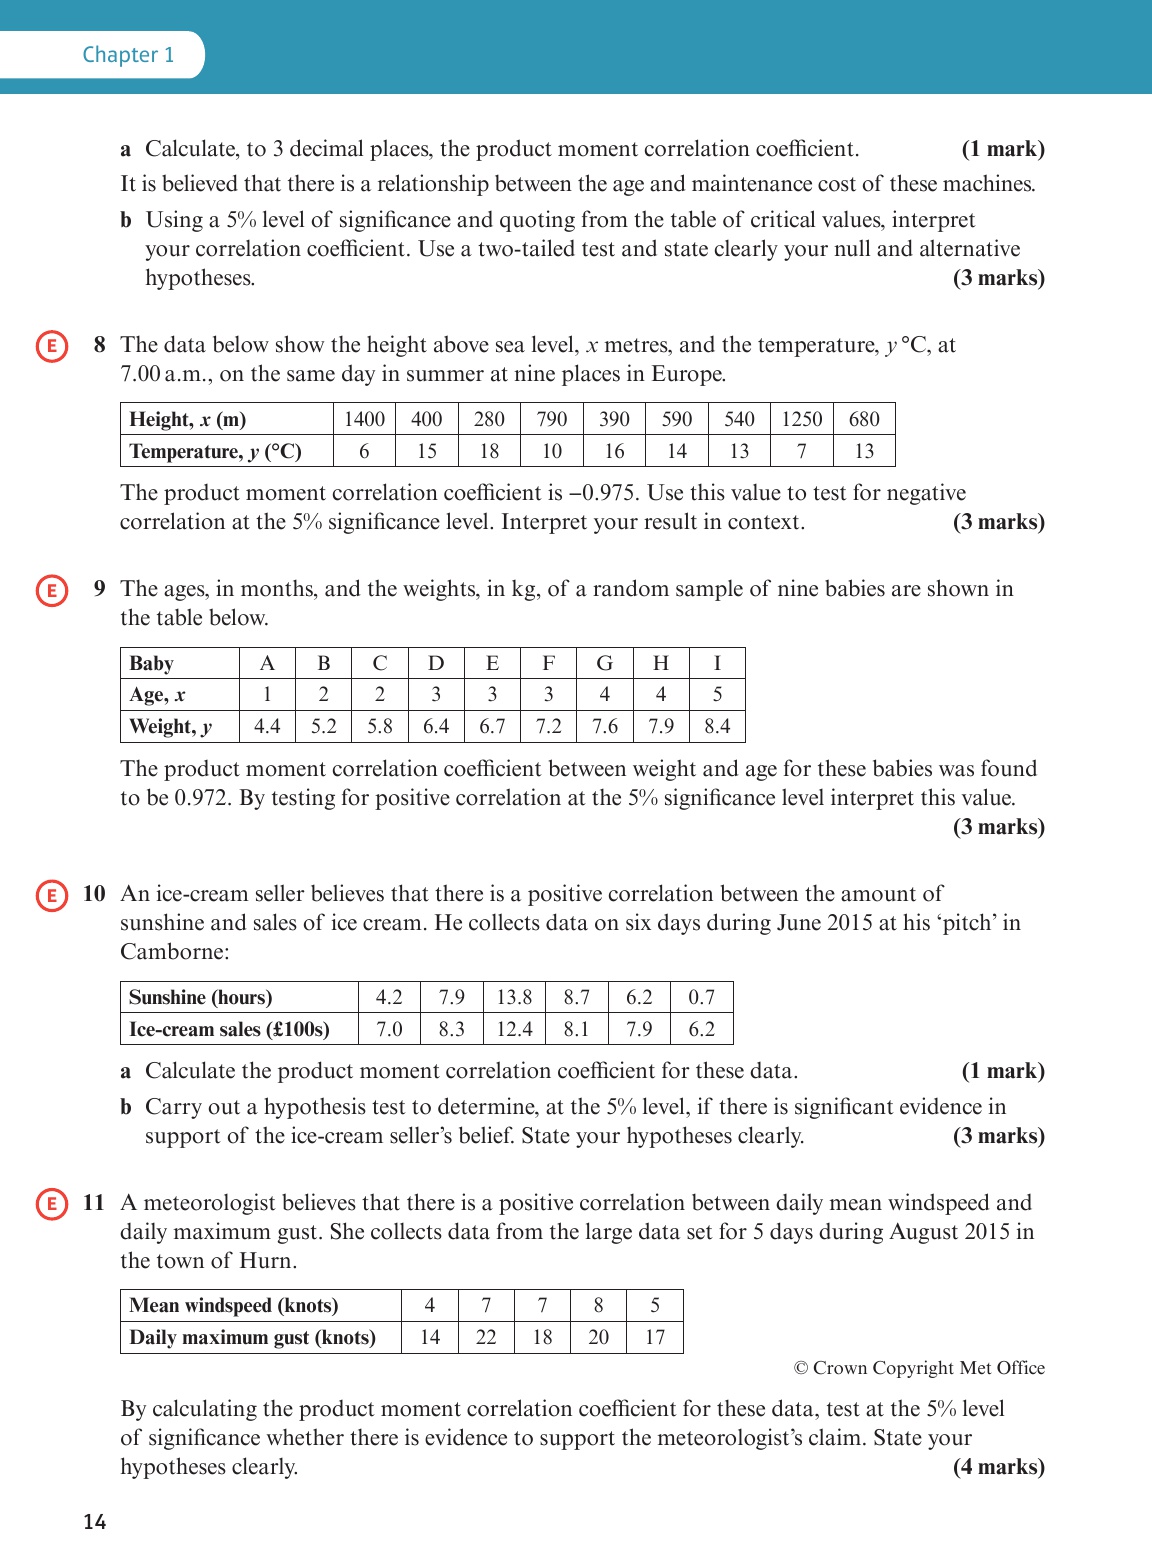 Chapter 1
a Calculate, to 3 decimal places, the product moment correlation coefficient. (1 mark)
It is believed that there is a relationship between the age and maintenance cost of these machines.
b Using a 5% level of significance and quoting from the table of critical values, interpret
your correlation coefficient. Use a two-tailed test and state clearly your null and alternative
hypotheses. (3 marks)
E 8 The data below show the height above sea level, x metres, and the temperature, y °C, at
7.00 a.m., on the same day in summer at nine places in Europe.
Height, x (m) 1400 400 280 790 390 590 540 1250 680
Temperature, y (°C) 6 15 18 10 16 14 13 7 13
The product moment correlation coefficient is −0.975. Use this value to test for negative
correlation at the 5% significance level. Interpret your result in context. (3 marks)
E 9 The ages, in months, and the weights, in kg, of a random sample of nine babies are shown in
the table below.
Baby A B C D E F G H I
Age, x 1 2 2 3 3 3 4 4 5
Weight, y 4.4 5.2 5.8 6.4 6.7 7.2 7.6 7.9 8.4
The product moment correlation coefficient between weight and age for these babies was found
to be 0.972. By testing for positive correlation at the 5% significance level interpret this value.
(3 marks)
E 10 An ice-cream seller believes that there is a positive correlation between the amount of
sunshine and sales of ice cream. He collects data on six days during June 2015 at his ‘pitch’ in
Camborne:
Sunshine (hours) 4.2 7.9 13.8 8.7 6.2 0.7
Ice-cream sales (£100s) 7.0 8.3 12.4 8.1 7.9 6.2
a Calculate the product moment correlation coefficient for these data. (1 mark)
b Carry out a hypothesis test to determine, at the 5% level, if there is significant evidence in
support of the ice-cream seller’s belief. State your hypotheses clearly. (3 marks)
E 11 A meteorologist believes that there is a positive correlation between daily mean windspeed and
daily maximum gust. She collects data from the large data set for 5 days during August 2015 in
the town of Hurn.
Mean windspeed (knots) 4 7 7 8 5
Daily maximum gust (knots) 14 22 18 20 17
© Crown Copyright Met Office
By calculating the product moment correlation coefficient for these data, test at the 5% level
of significance whether there is evidence to support the meteorologist’s claim. State your
hypotheses clearly. (4 marks)
14